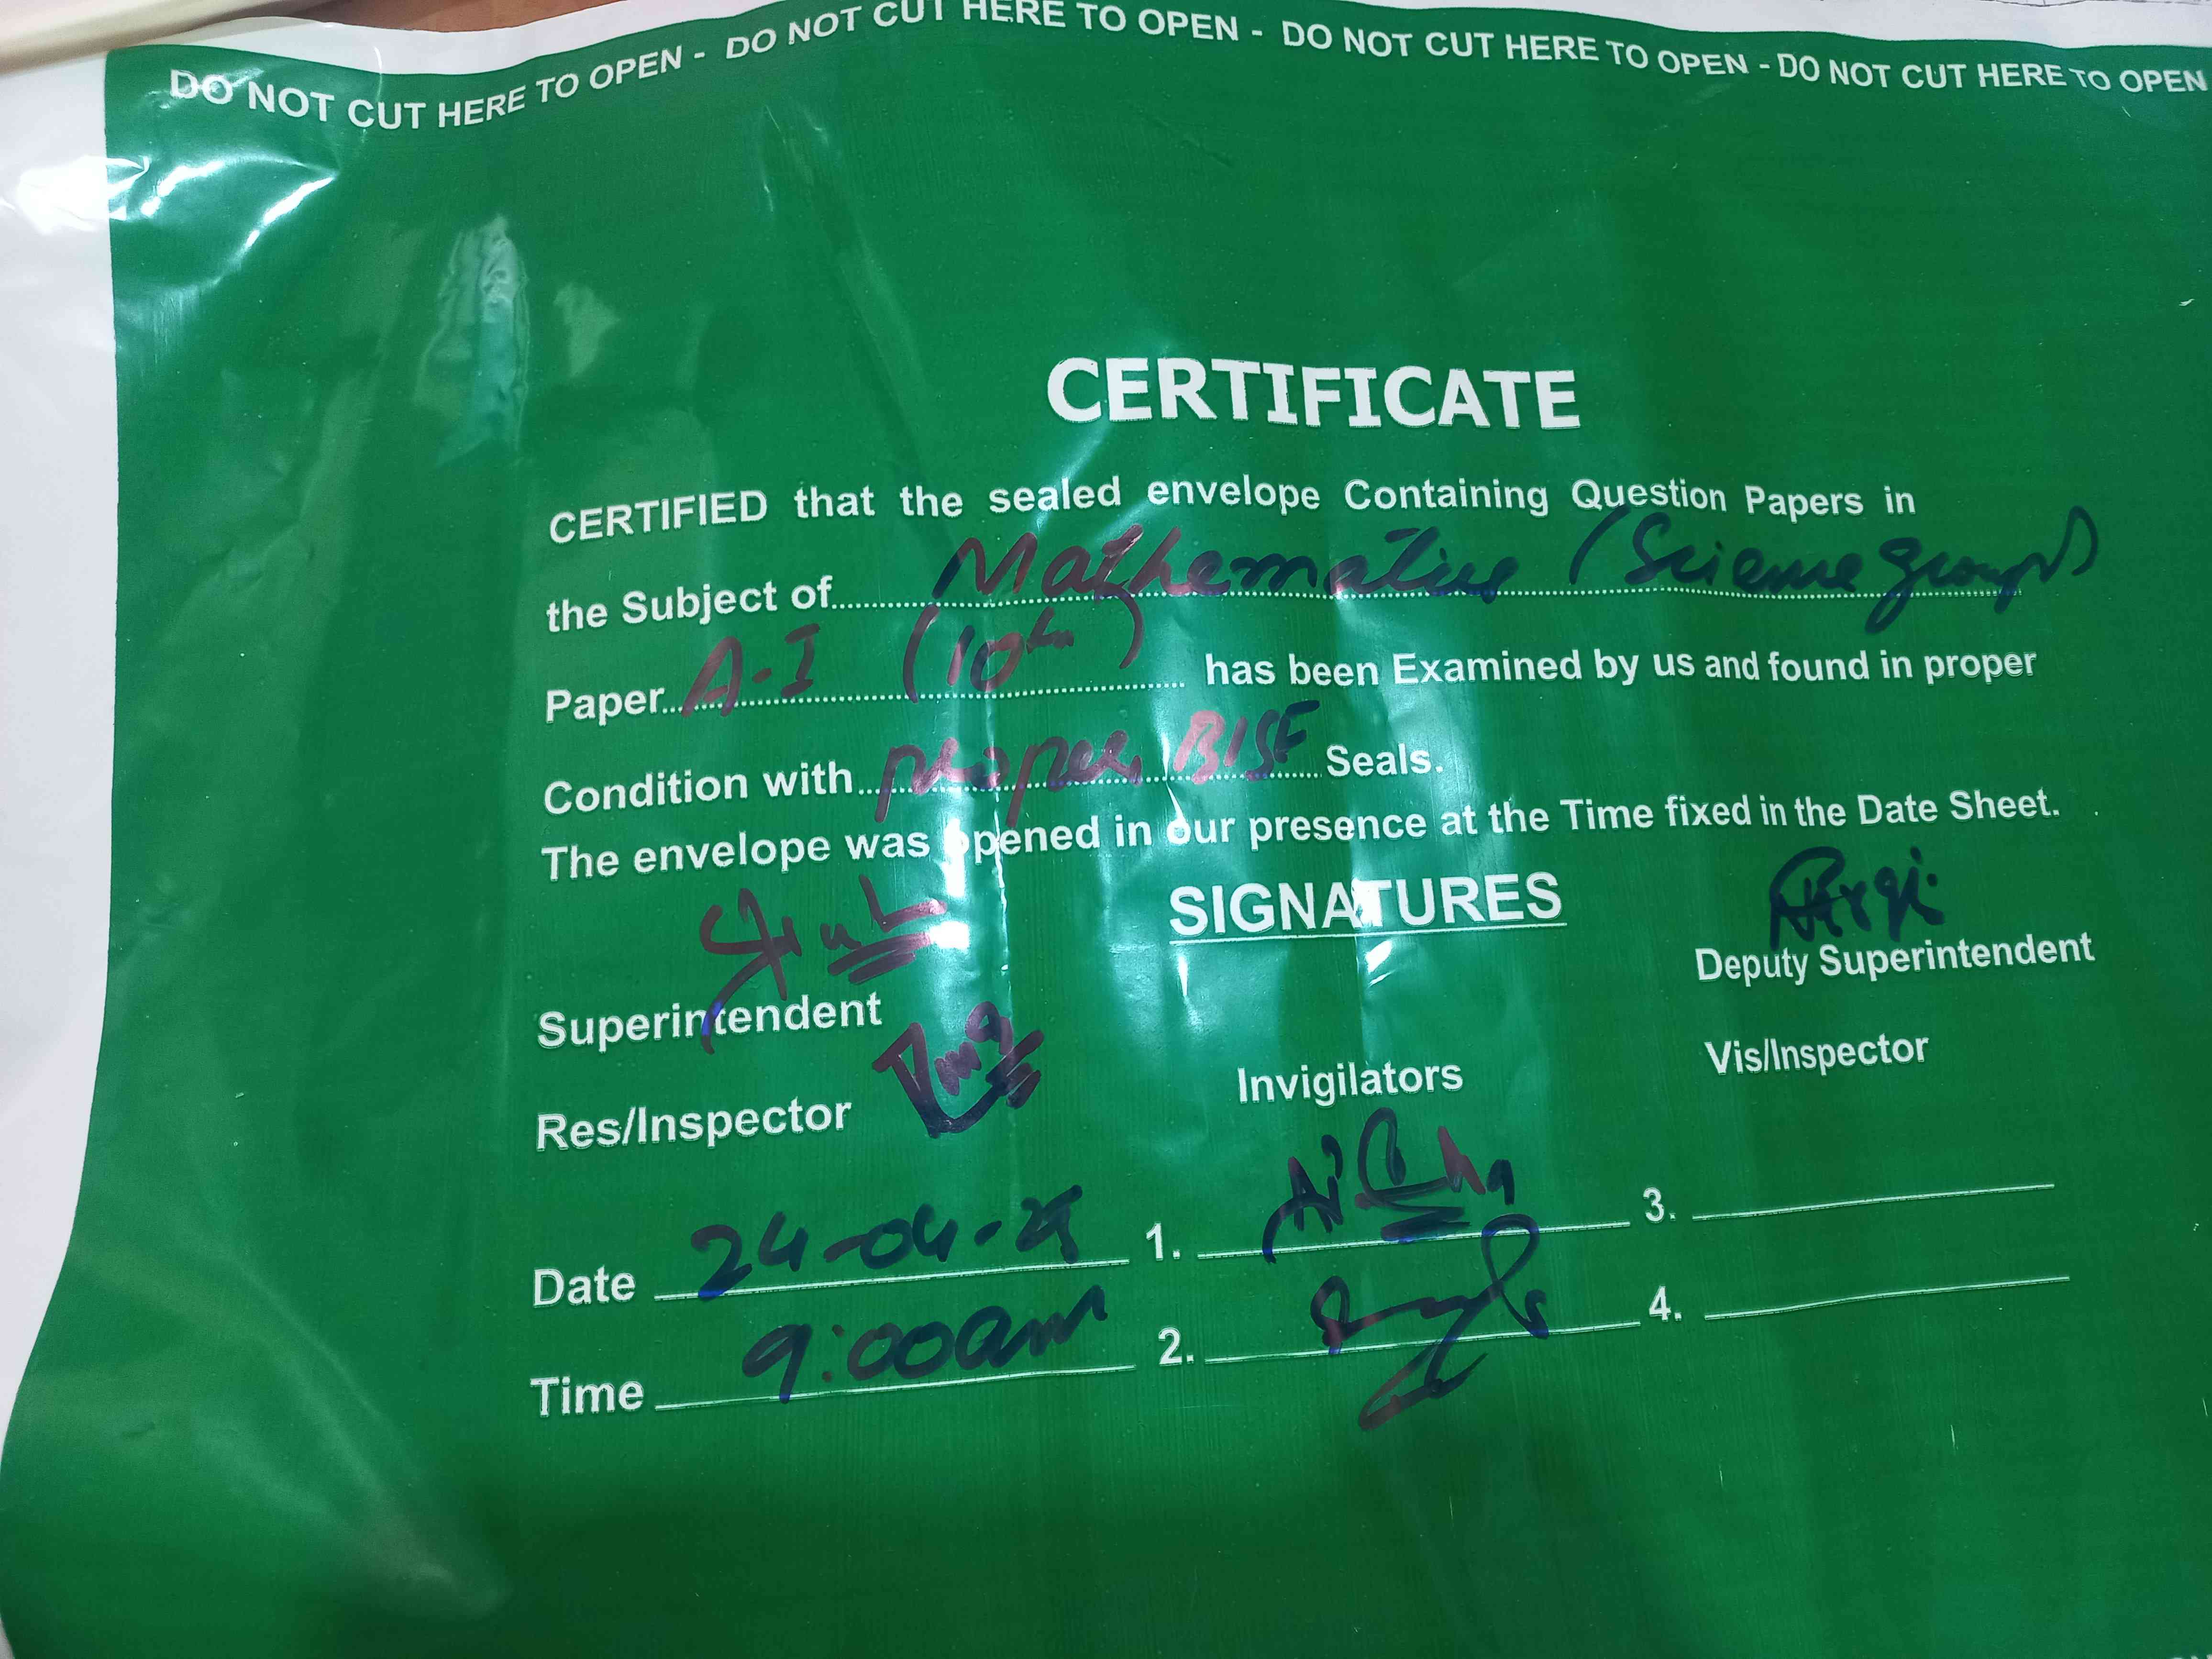 DO NOT CUT HERE TO OPEN - DO NOT CUT HERE TO OPEN - DO NOT CUT HERE TO OPEN - DO NOT CUT HERE TO OPEN
CERTIFICATE
CERTIFIED that the sealed envelope Containing Question Papers in
the Subject of Mathematics (Science group)
Paper A-I (10th) has been Examined by us and found in proper
Condition with proper BISE Seals.
The envelope was opened in our presence at the Time fixed in the Date Sheet.
SIGNATURES
Superintendent
Deputy Superintendent
Res/Inspector
Invigilators
Vis/Inspector
Date 24-04-25 1. 3.
Time 9:00am 2. 4.